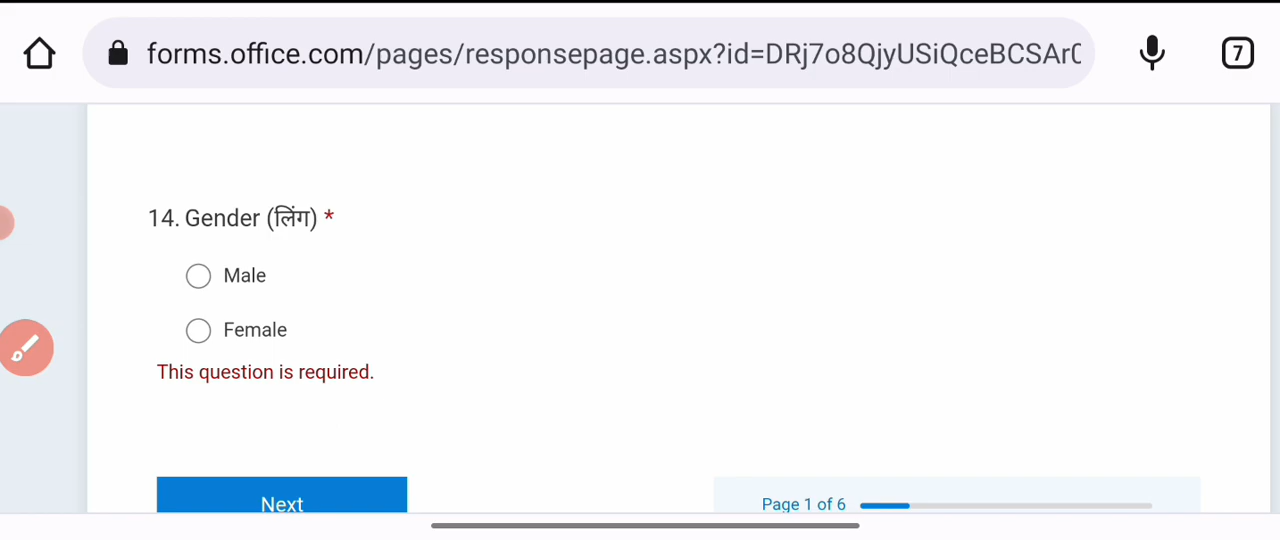 forms.office.com/pages/responsepage.aspx?id=DRj7o8QjyUSiQceBCSAr
7
14. Gender (लिंग) *
Male
Female
This question is required.
Next
Page 1 of 6